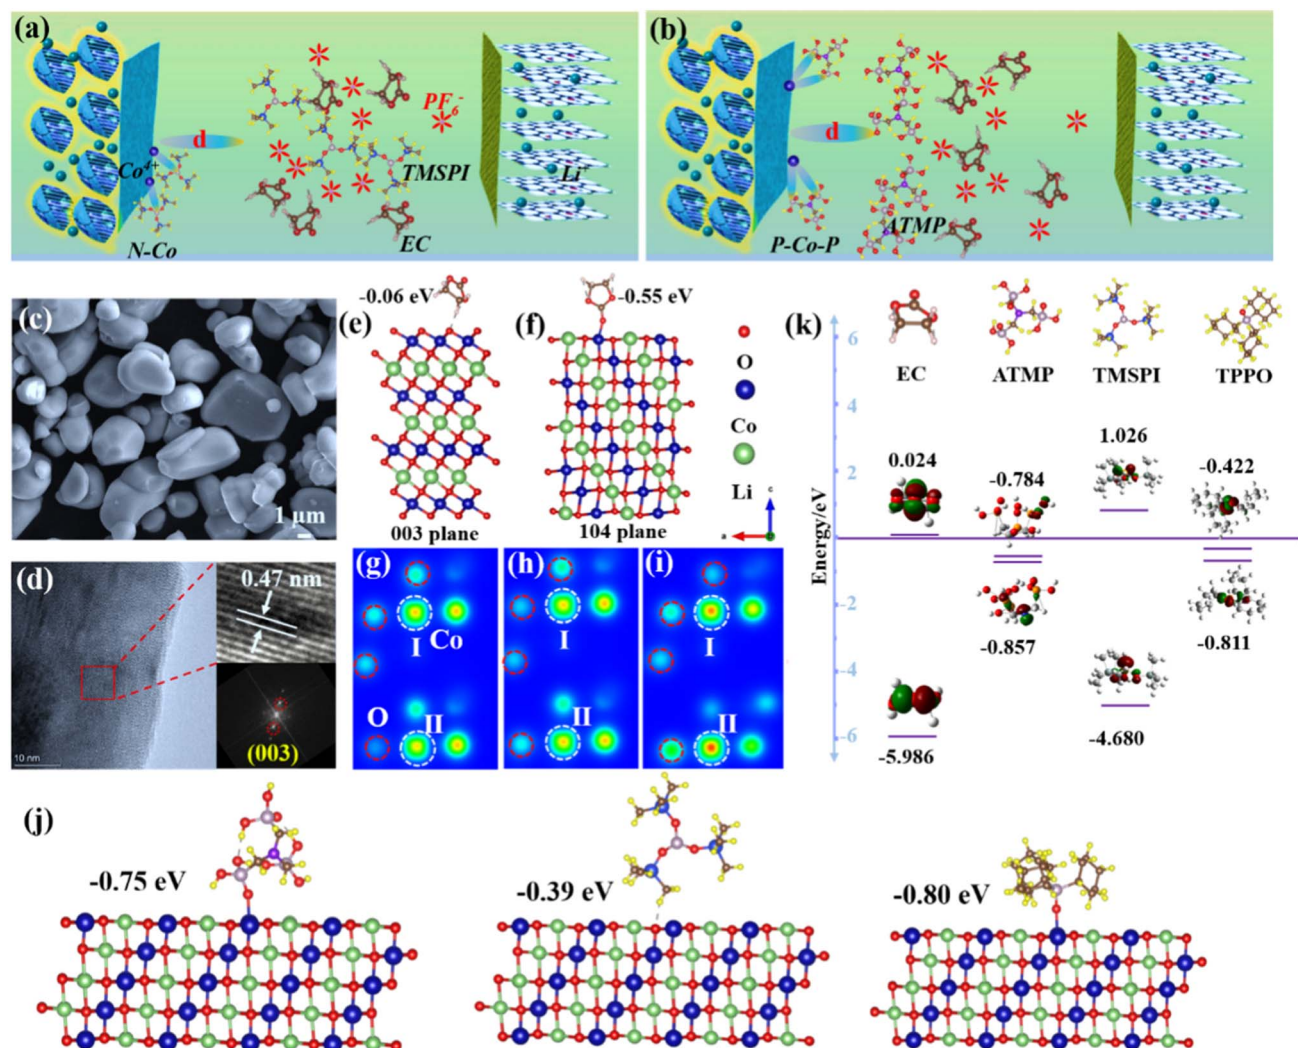 (a)
d
PF6-
Co4+
TMSPI
Li+
N-Co
EC
(b)
d
P-Co-P
ATMP
(c)
1 μm
(d)
0.47 nm
10 nm
(003)
-0.06 eV
(e)
003 plane
-0.55 eV
(f)
104 plane
O
Co
Li
c
a
(g)
I
Co
O
II
(h)
I
II
(i)
I
II
(k)
Energy/eV
6
4
2
0
-2
-4
-6
EC
ATMP
TMSPI
TPPO
0.024
-0.784
1.026
-0.422
-5.986
-0.857
-4.680
-0.811
(j)
-0.75 eV
-0.39 eV
-0.80 eV